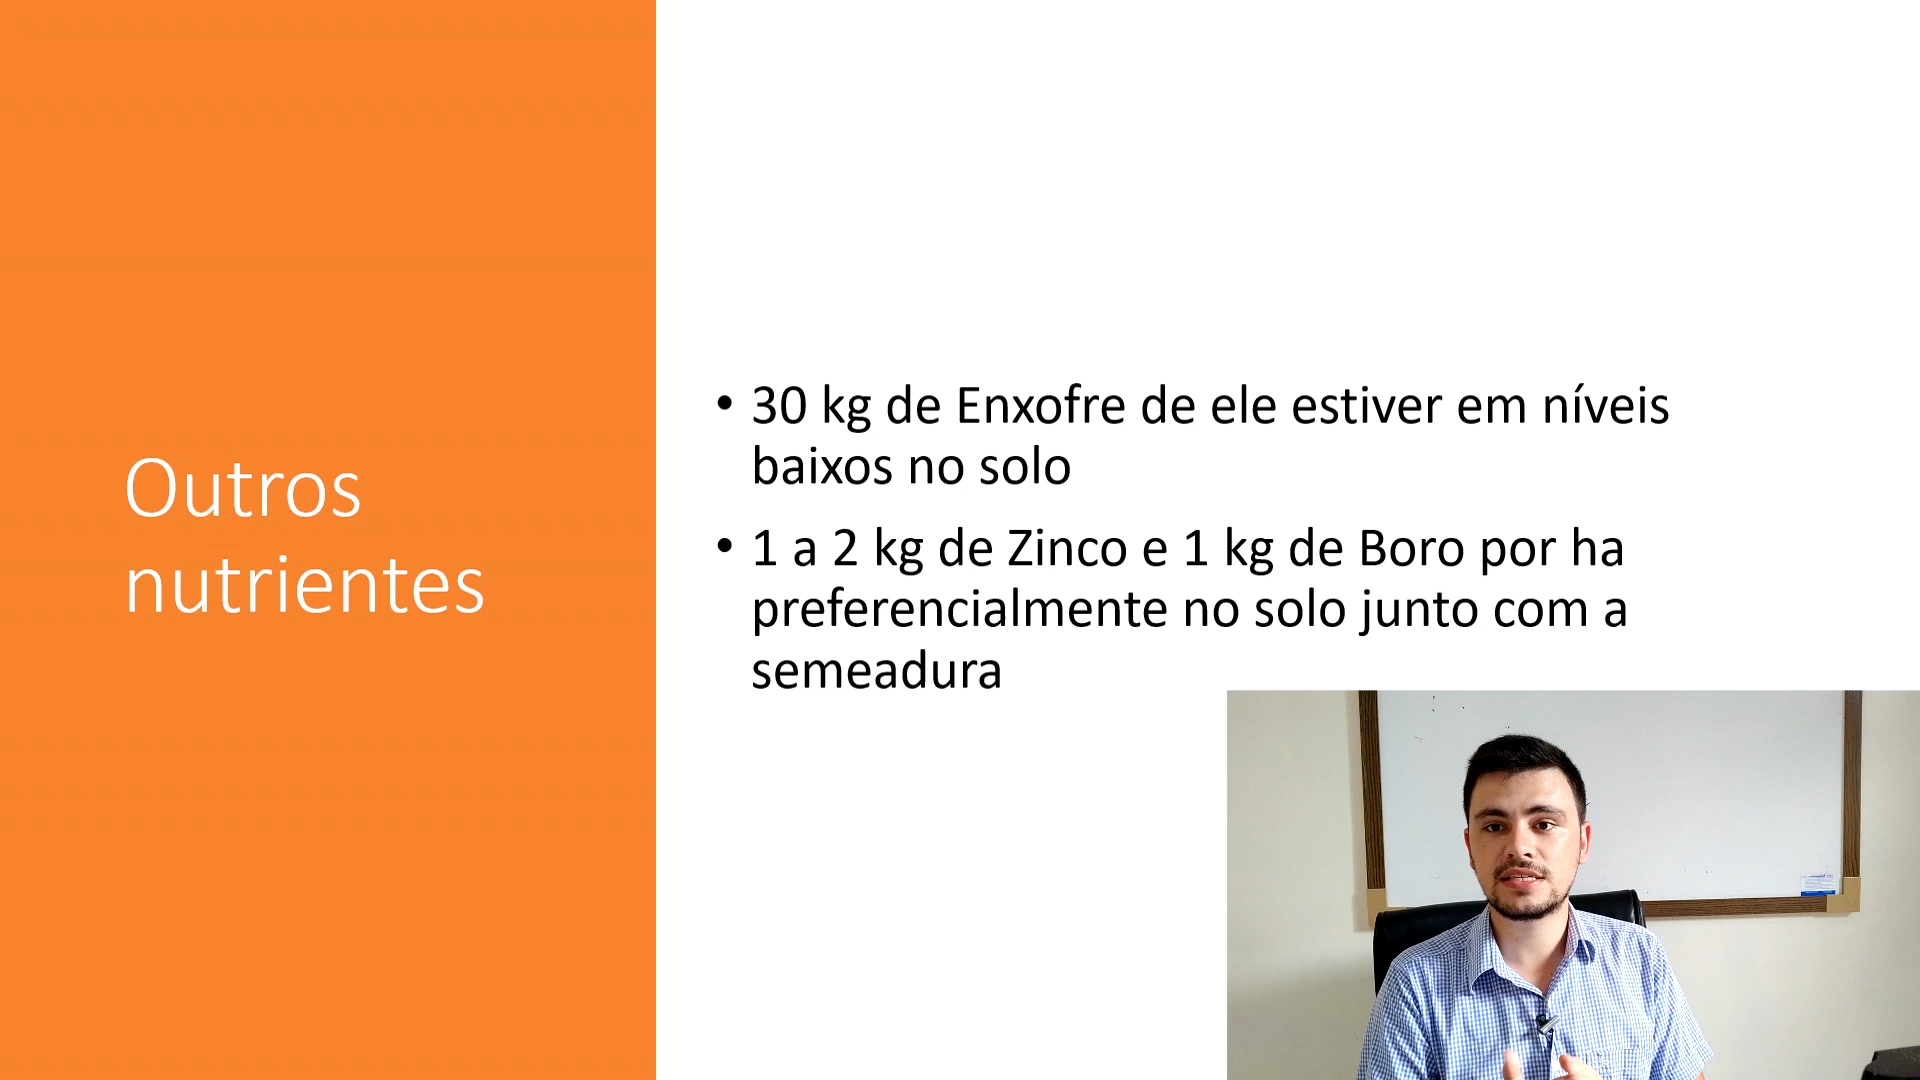 Outros
nutrientes
• 30 kg de Enxofre de ele estiver em níveis
baixos no solo
• 1 a 2 kg de Zinco e 1 kg de Boro por ha
preferencialmente no solo junto com a
semeadura